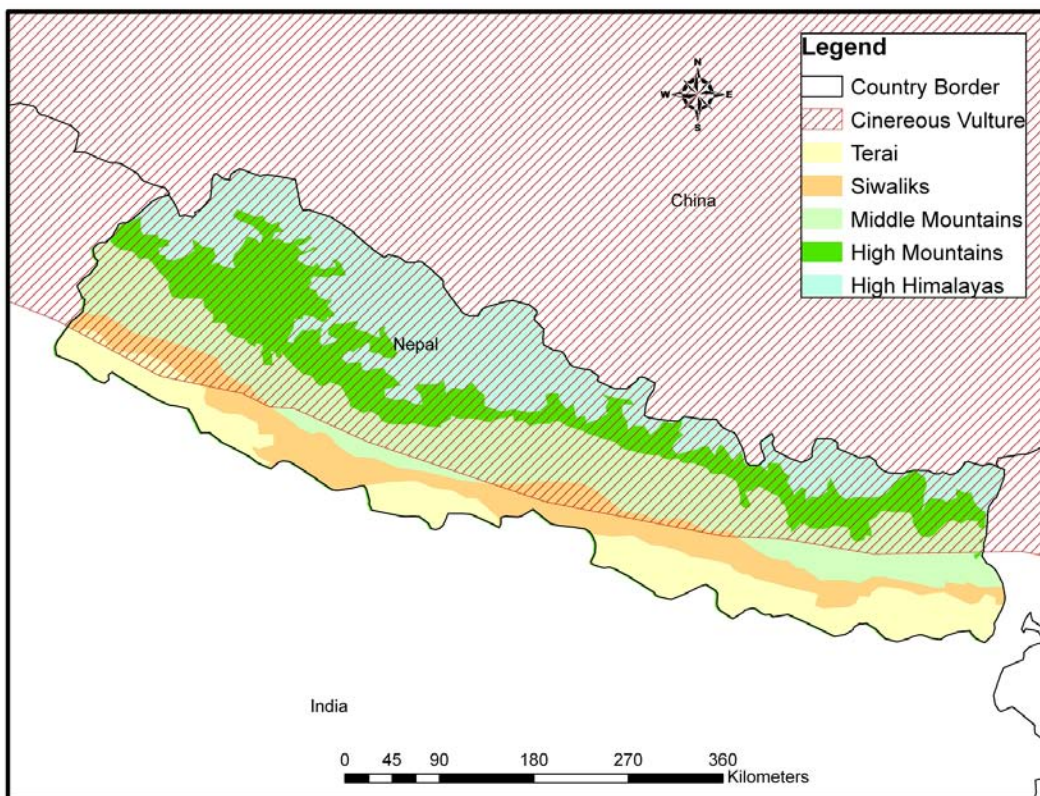 Legend
Country Border
Cinereous Vulture
Terai
Siwaliks
Middle Mountains
High Mountains
High Himalayas
N
W E
S
China
Nepal
India
0 45 90 180 270 360
Kilometers